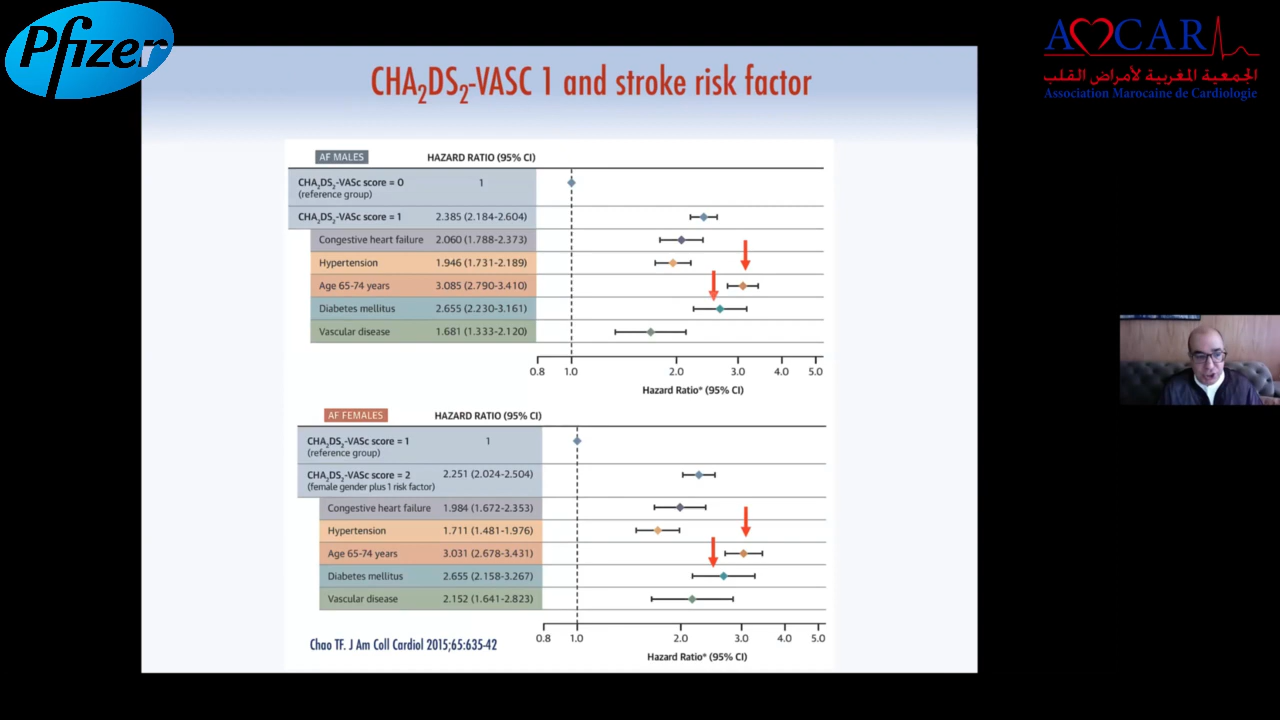 Pfizer
AMCAR
الجمعية المغربية لأمراض القلب
Association Marocaine de Cardiologie
CHA2DS2-VASC 1 and stroke risk factor
AF MALES HAZARD RATIO (95% CI)
CHA2DS2-VASc score = 0 1
(reference group)
CHA2DS2-VASc score = 1 2.385 (2.184-2.604)
Congestive heart failure 2.060 (1.788-2.373)
Hypertension 1.946 (1.731-2.189)
Age 65-74 years 3.085 (2.790-3.410)
Diabetes mellitus 2.655 (2.230-3.161)
Vascular disease 1.681 (1.333-2.120)
0.8 1.0 2.0 3.0 4.0 5.0
Hazard Ratio* (95% CI)
AF FEMALES HAZARD RATIO (95% CI)
CHA2DS2-VASc score = 1 1
(reference group)
CHA2DS2-VASc score = 2 2.251 (2.024-2.504)
(female gender plus 1 risk factor)
Congestive heart failure 1.984 (1.672-2.353)
Hypertension 1.711 (1.481-1.976)
Age 65-74 years 3.031 (2.678-3.431)
Diabetes mellitus 2.655 (2.158-3.267)
Vascular disease 2.152 (1.641-2.823)
0.8 1.0 2.0 3.0 4.0 5.0
Hazard Ratio* (95% CI)
Chao TF. J Am Coll Cardiol 2015;65:635-42